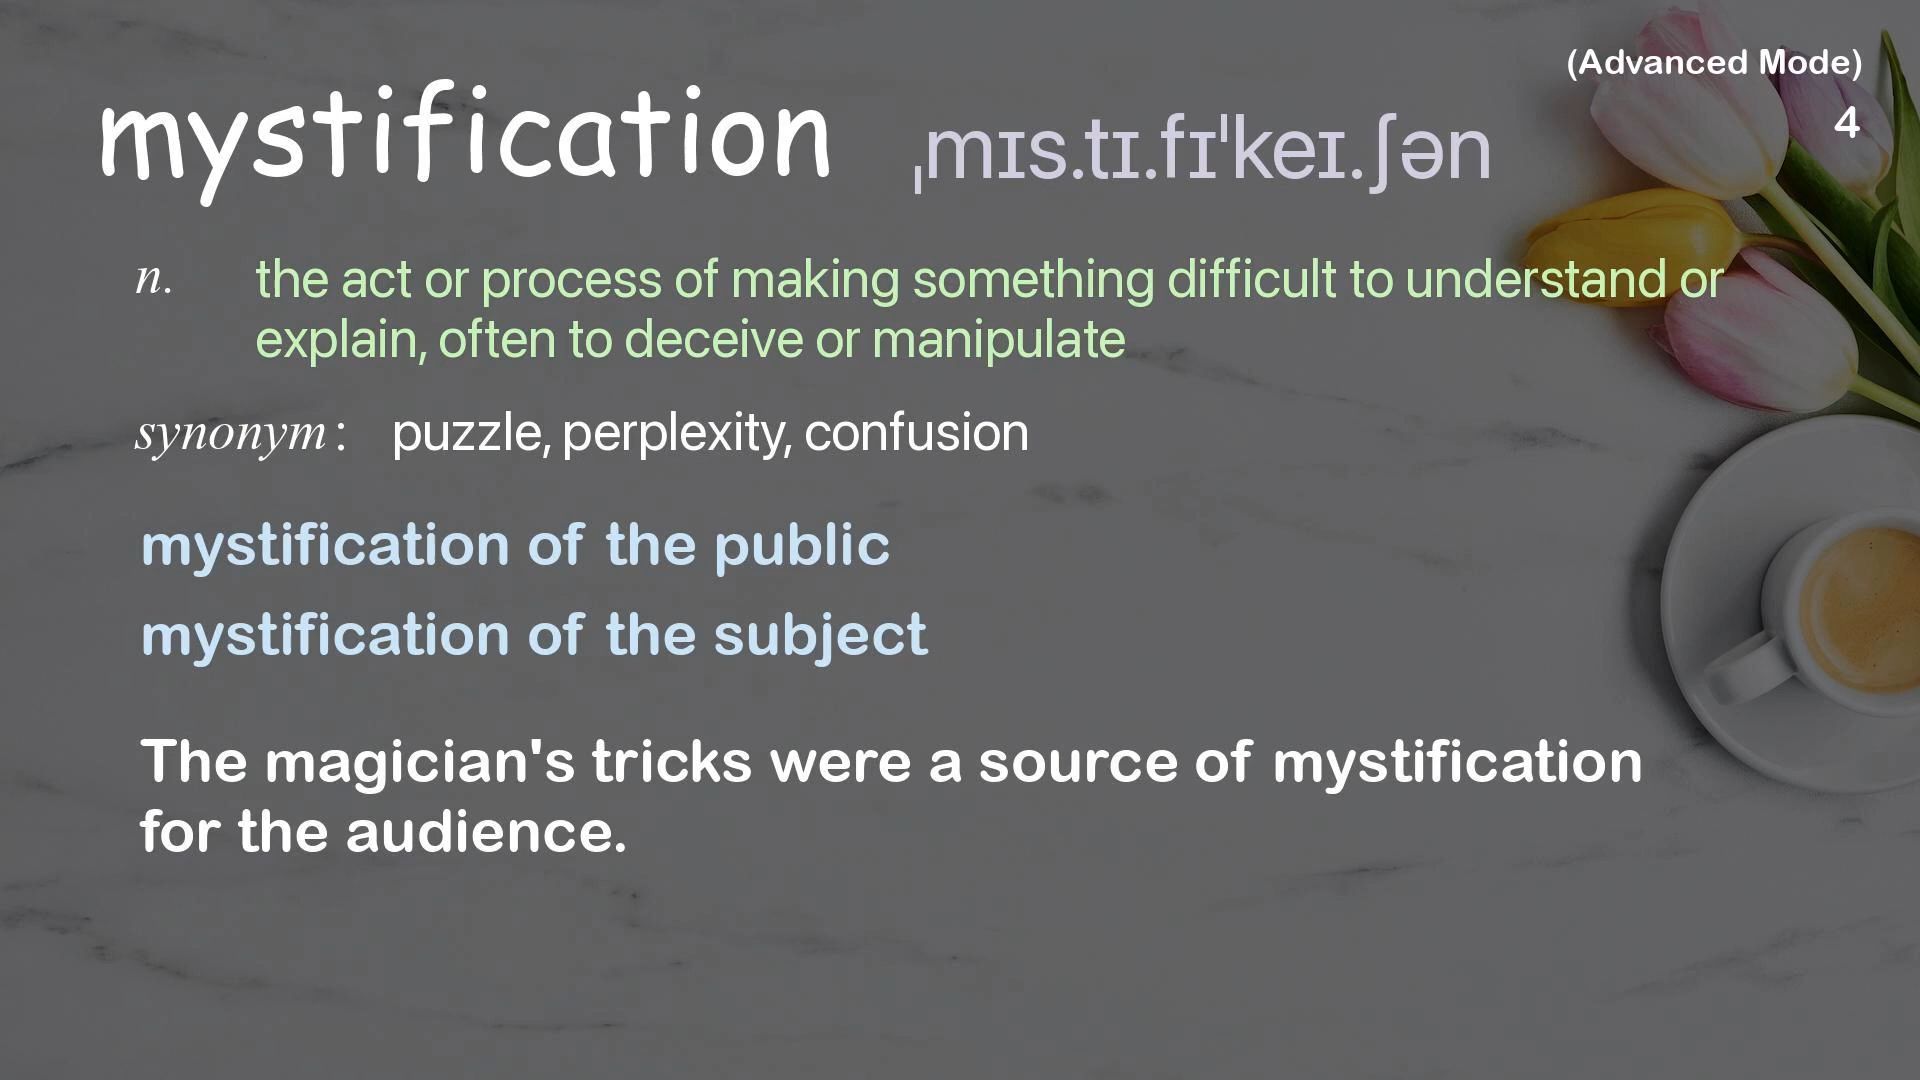 (Advanced Mode)
4
mystification ˌmɪs.tɪ.fɪˈkeɪ.ʃən
n. the act or process of making something difficult to understand or
explain, often to deceive or manipulate
synonym : puzzle, perplexity, confusion
mystification of the public
mystification of the subject
The magician's tricks were a source of mystification
for the audience.